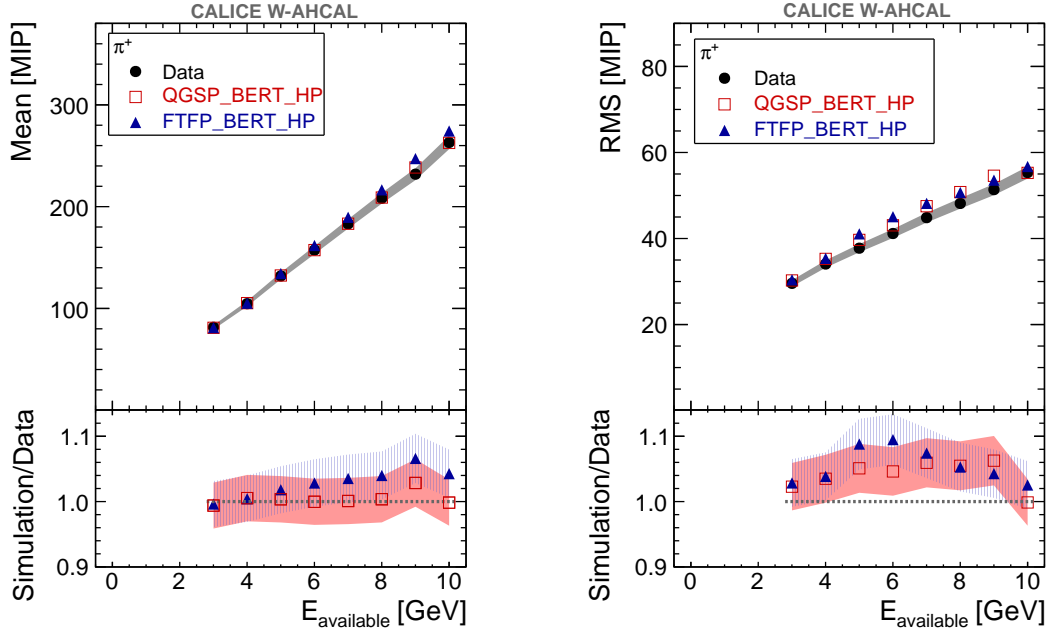 CALICE W-AHCAL
Mean [MIP]
π+
Data
QGSP_BERT_HP
FTFP_BERT_HP
300
200
100
Simulation/Data
1.1
1.0
0.9
0 2 4 6 8 10
E_available [GeV]
CALICE W-AHCAL
RMS [MIP]
π+
Data
QGSP_BERT_HP
FTFP_BERT_HP
80
60
40
20
Simulation/Data
1.1
1.0
0.9
0 2 4 6 8 10
E_available [GeV]